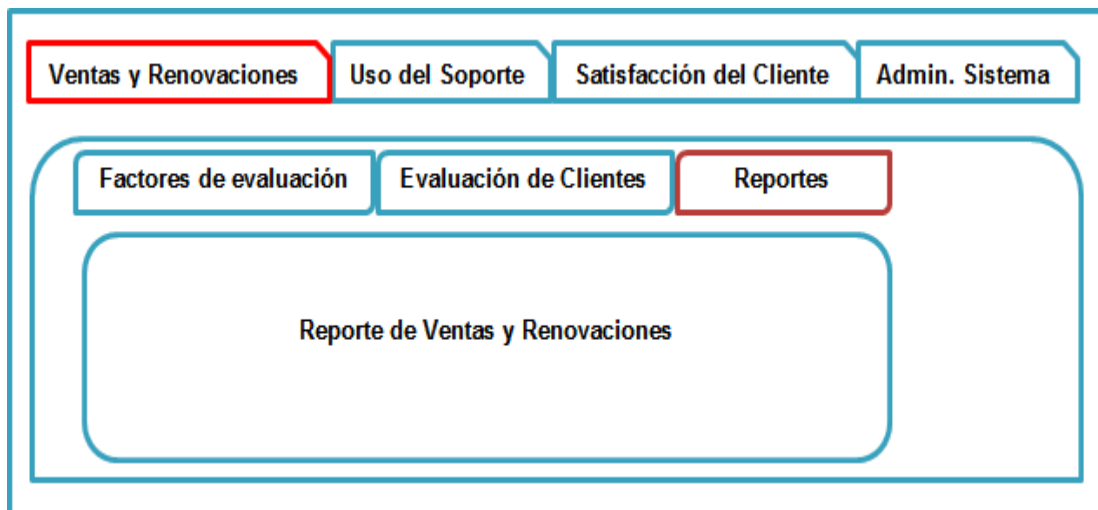 Ventas y Renovaciones Uso del Soporte Satisfacción del Cliente Admin. Sistema
Factores de evaluación Evaluación de Clientes Reportes
Reporte de Ventas y Renovaciones